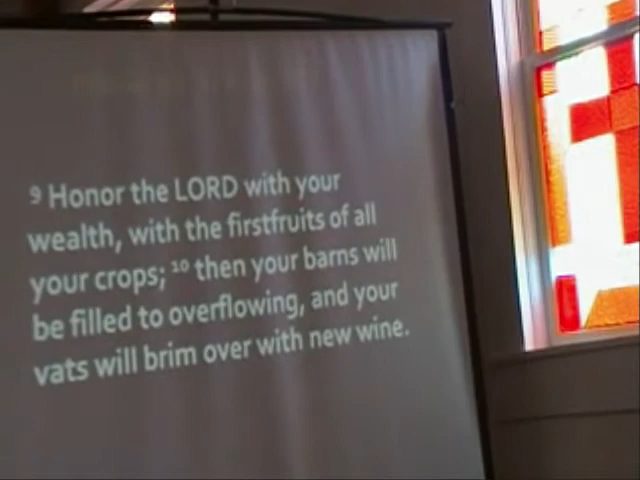 ⁹ Honor the LORD with your
wealth, with the firstfruits of all
your crops; ¹⁰ then your barns will
be filled to overflowing, and your
vats will brim over with new wine.